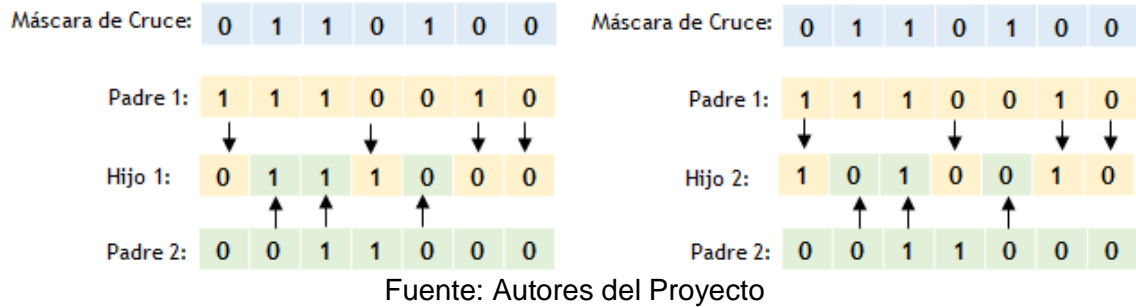 Máscara de Cruce: 0 1 1 0 1 0 0
Padre 1: 1 1 1 0 0 1 0
Hijo 1: 0 1 1 1 0 0 0
Padre 2: 0 0 1 1 0 0 0
Máscara de Cruce: 0 1 1 0 1 0 0
Padre 1: 1 1 1 0 0 1 0
Hijo 2: 1 0 1 0 0 1 0
Padre 2: 0 0 1 1 0 0 0
Fuente: Autores del Proyecto